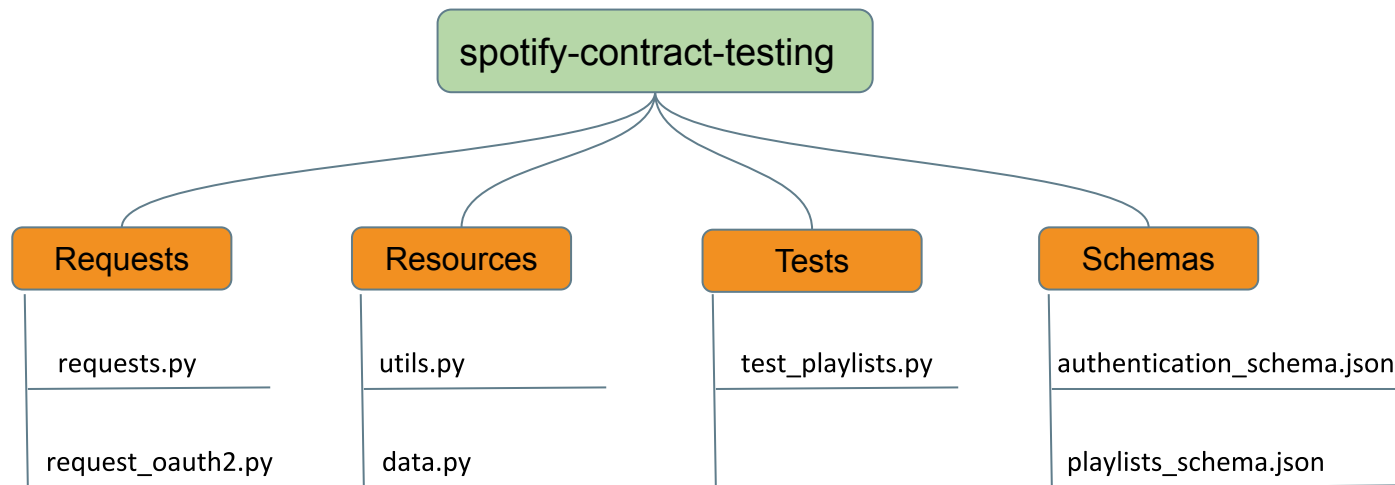 spotify-contract-testing
Requests
Resources
Tests
Schemas
requests.py
utils.py
test_playlists.py
authentication_schema.json
request_oauth2.py
data.py
playlists_schema.json